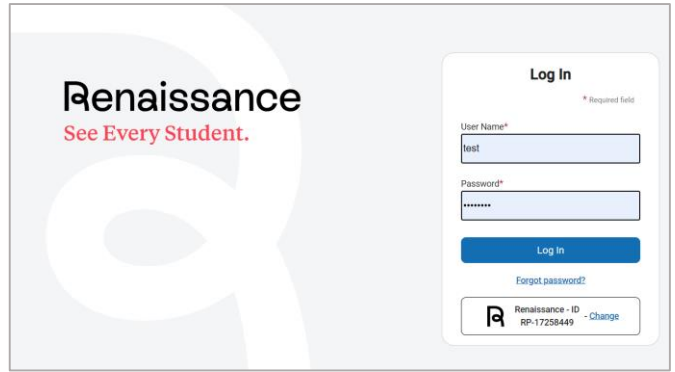 Renaissance
See Every Student.
Log In
* Required field
User Name*
test
Password*
••••••••
Log In
Forgot password?
Renaissance - ID
RP-17258449 - Change